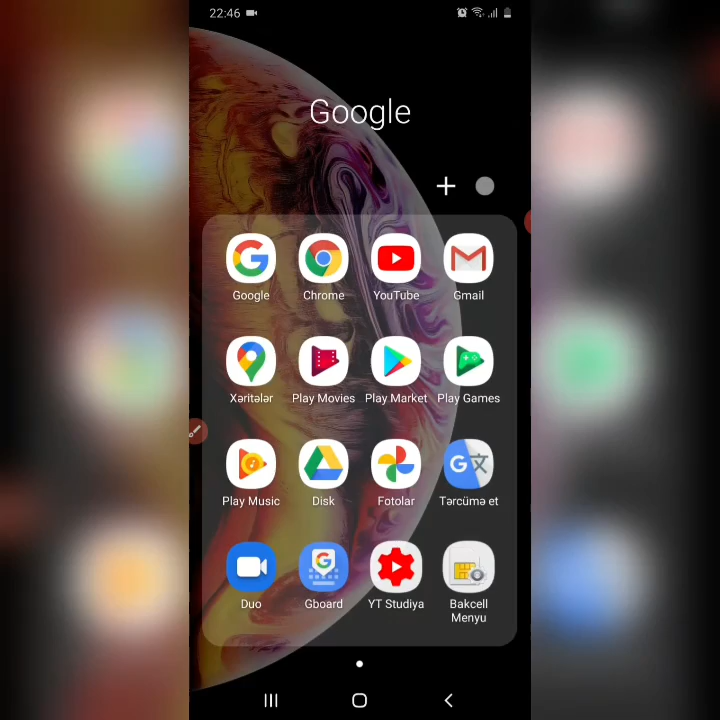 22:46
Google
Google Chrome YouTube Gmail
Xəritələr Play Movies Play Market Play Games
Play Music Disk Fotolar Tərcümə et
Duo Gboard YT Studiya Bakcell
Menyu